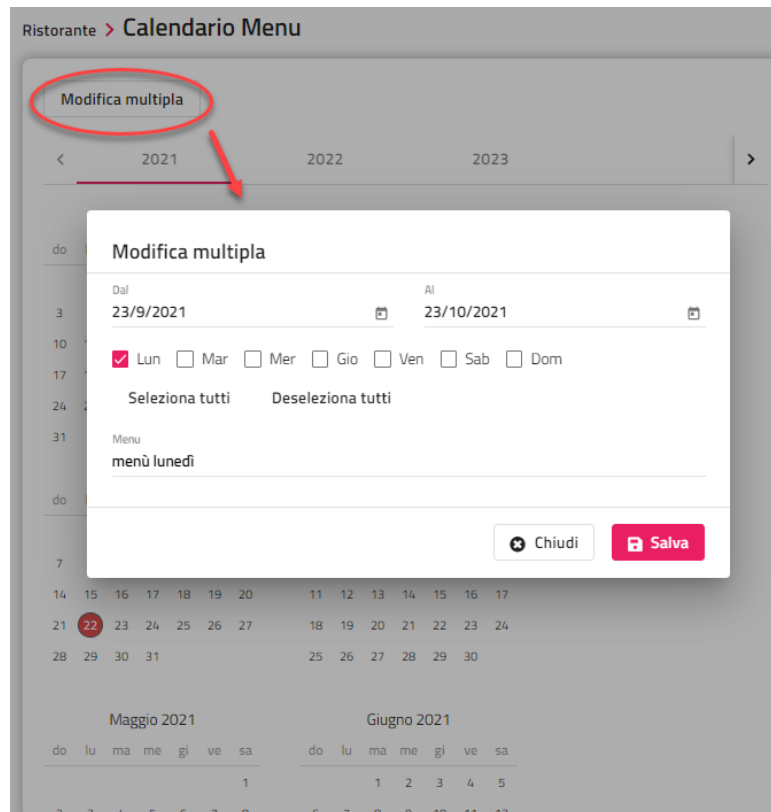 Ristorante > Calendario Menu
Modifica multipla
< 2021 2022 2023 >
do
Modifica multipla
Dal Al
3 23/9/2021 23/10/2021
10
Lun Mar Mer Gio Ven Sab Dom
17
24 Seleziona tutti Deseleziona tutti
31 Menu
menù lunedì
do
Chiudi Salva
7
14 15 16 17 18 19 20 11 12 13 14 15 16 17
21 22 23 24 25 26 27 18 19 20 21 22 23 24
28 29 30 31 25 26 27 28 29 30
Maggio 2021 Giugno 2021
do lu ma me gi ve sa do lu ma me gi ve sa
1 1 2 3 4 5